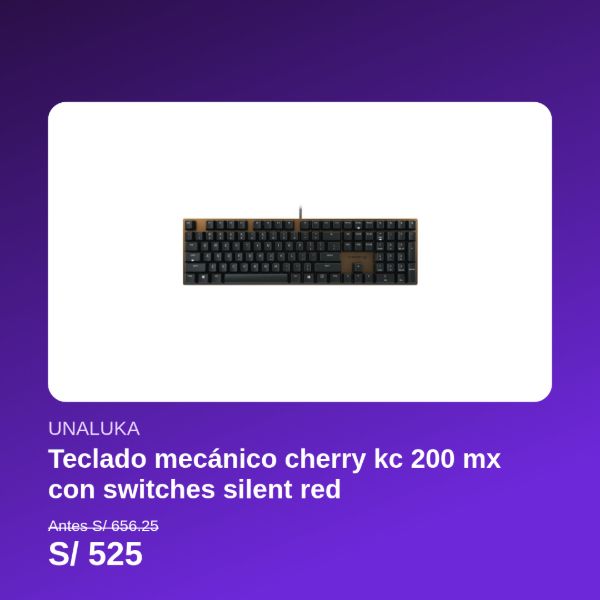 UNALUKA
Teclado mecánico cherry kc 200 mx
con switches silent red
Antes S/ 656.25
S/ 525